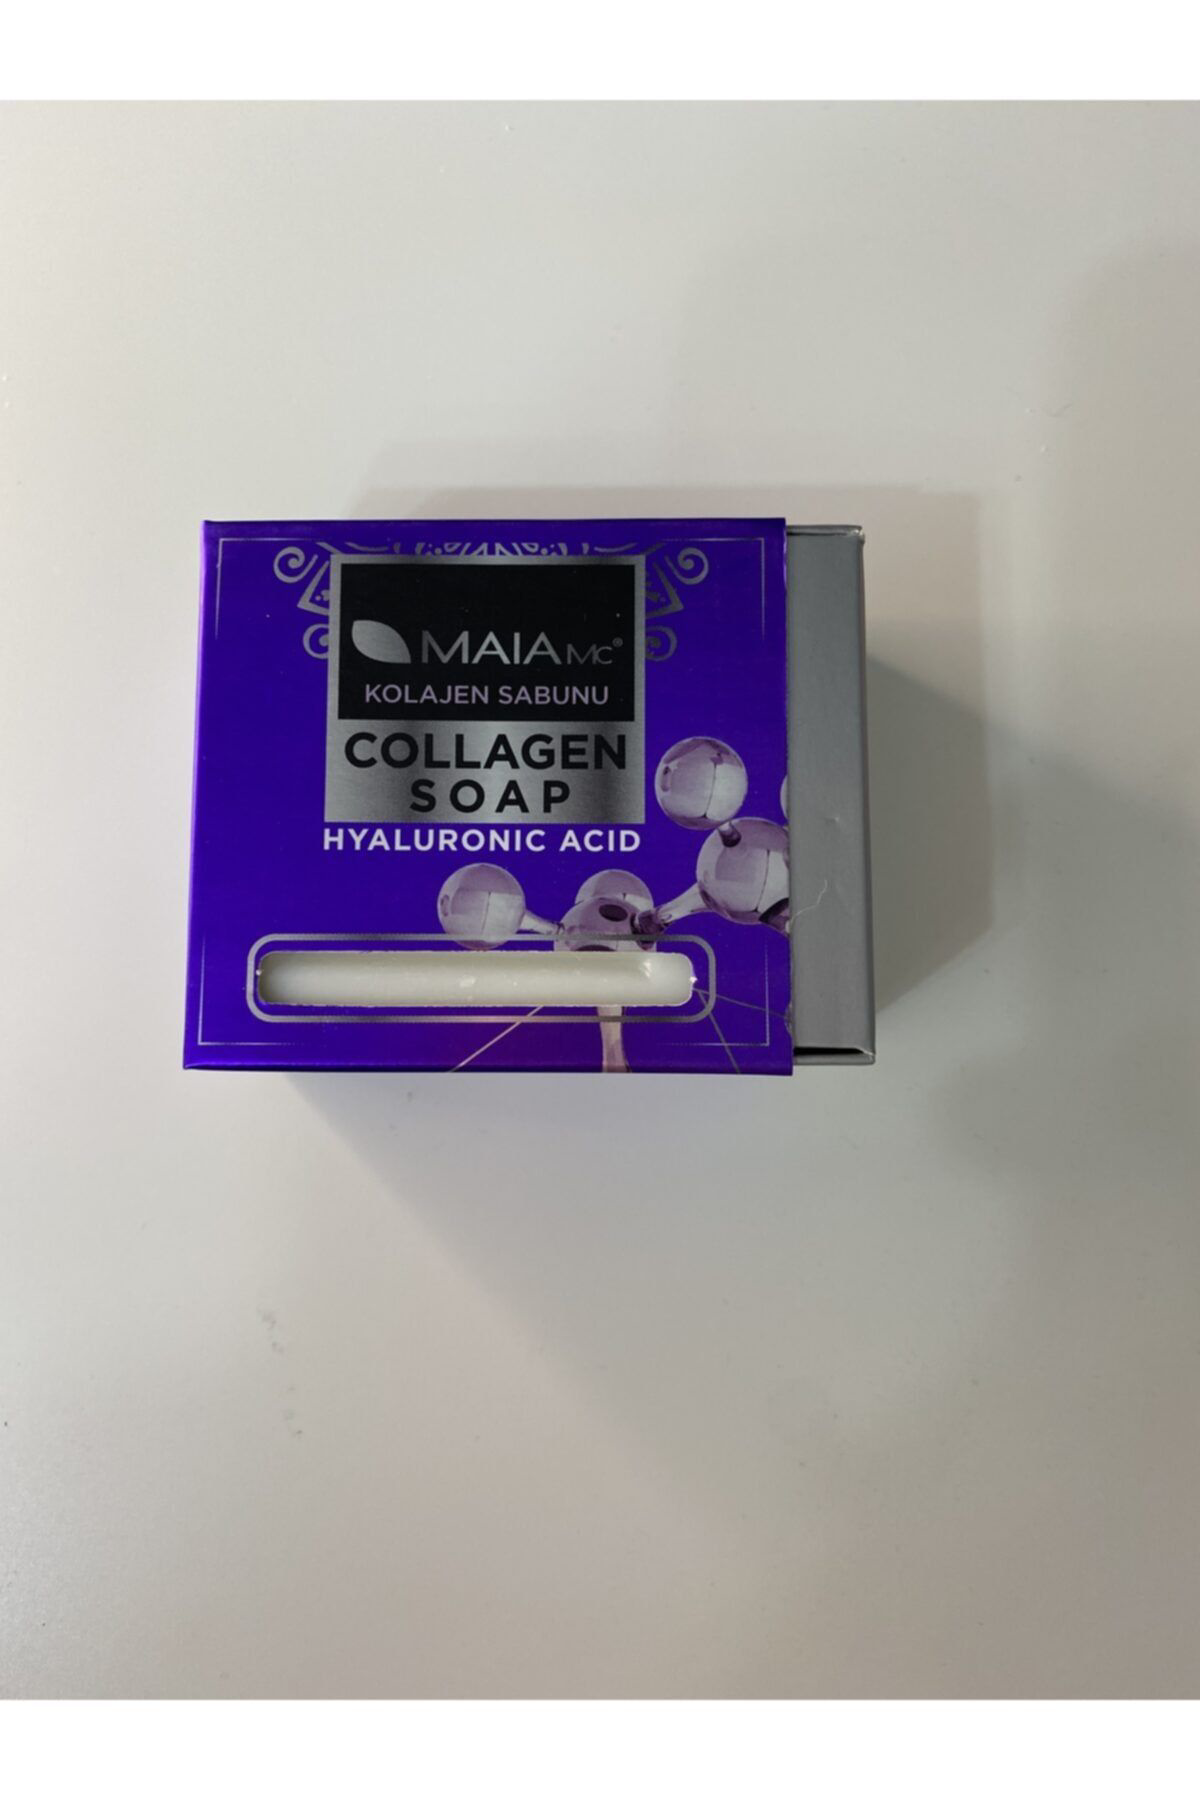 MAIA MC®
KOLAJEN SABUNU
COLLAGEN
SOAP
HYALURONIC ACID